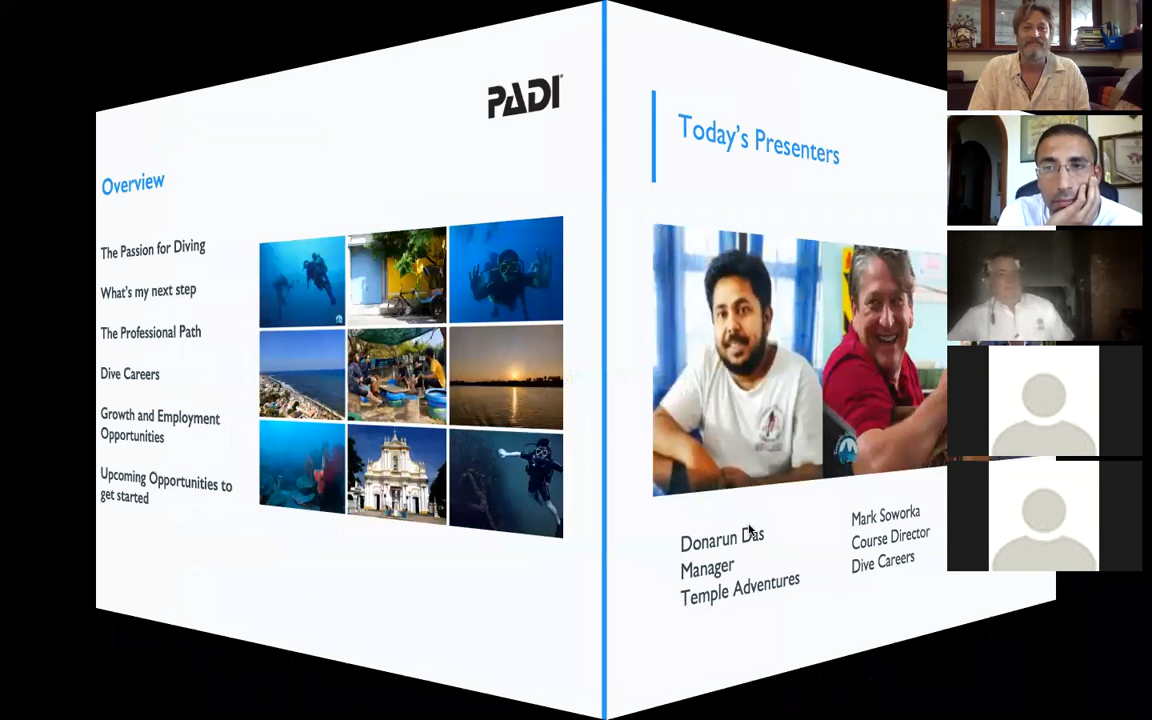 PADI
Overview
The Passion for Diving
What's my next step
The Professional Path
Dive Careers
Growth and Employment
Opportunities
Upcoming Opportunities to
get started
Today's Presenters
Donarun Das
Manager
Temple Adventures
Mark Soworka
Course Director
Dive Careers